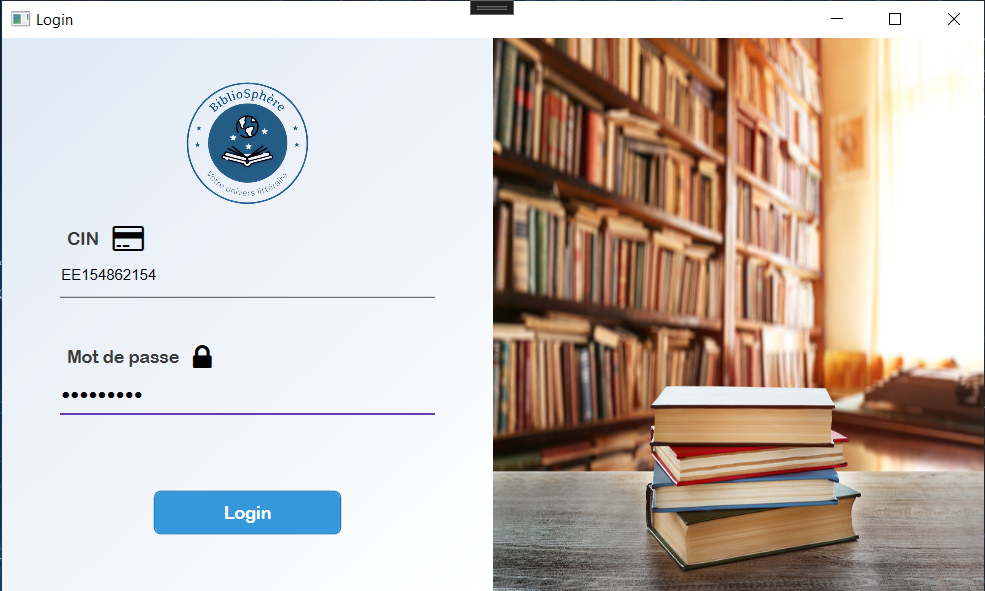 Login
BiblioSphère
Votre univers littéraire
CIN
EE154862154
Mot de passe
•••••••••
Login